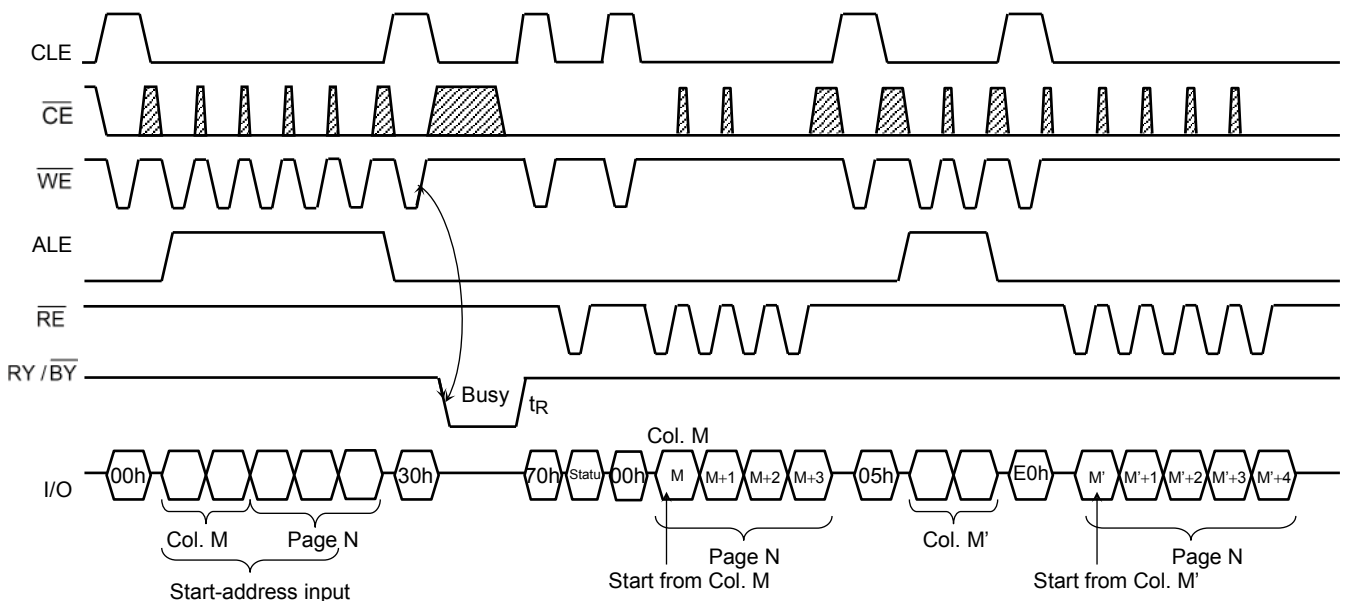 CLE
CE
WE
ALE
RE
RY / BY
Busy
tR
Col. M
I/O
00h
30h
70h
Statu
00h
M
M+1
M+2
M+3
05h
E0h
M'
M'+1
M'+2
M'+3
M'+4
Col. M
Page N
Start-address input
Page N
Start from Col. M
Col. M'
Page N
Start from Col. M'